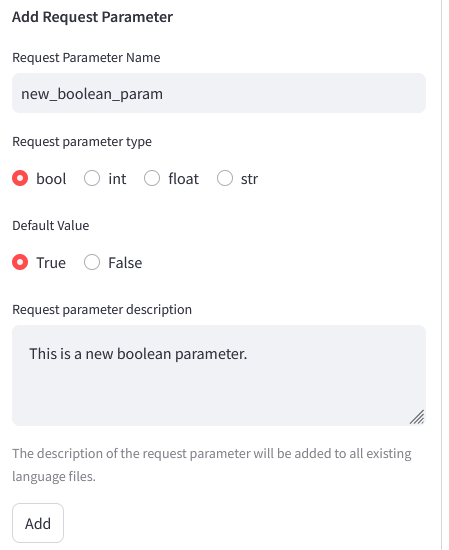 Add Request Parameter
Request Parameter Name
new_boolean_param
Request parameter type
bool int float str
Default Value
True False
Request parameter description
This is a new boolean parameter.
The description of the request parameter will be added to all existing
language files.
Add